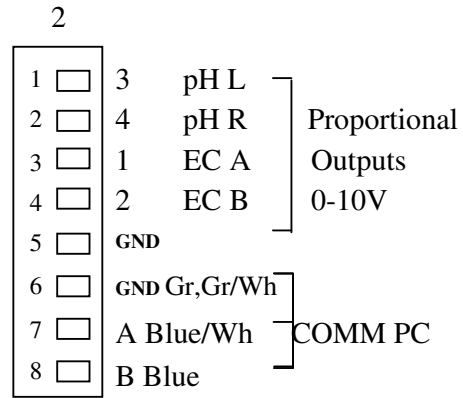 2
1 3 pH L
2 4 pH R Proportional
3 1 EC A Outputs
4 2 EC B 0-10V
5 GND
6 GND Gr,Gr/Wh
7 A Blue/Wh COMM PC
8 B Blue